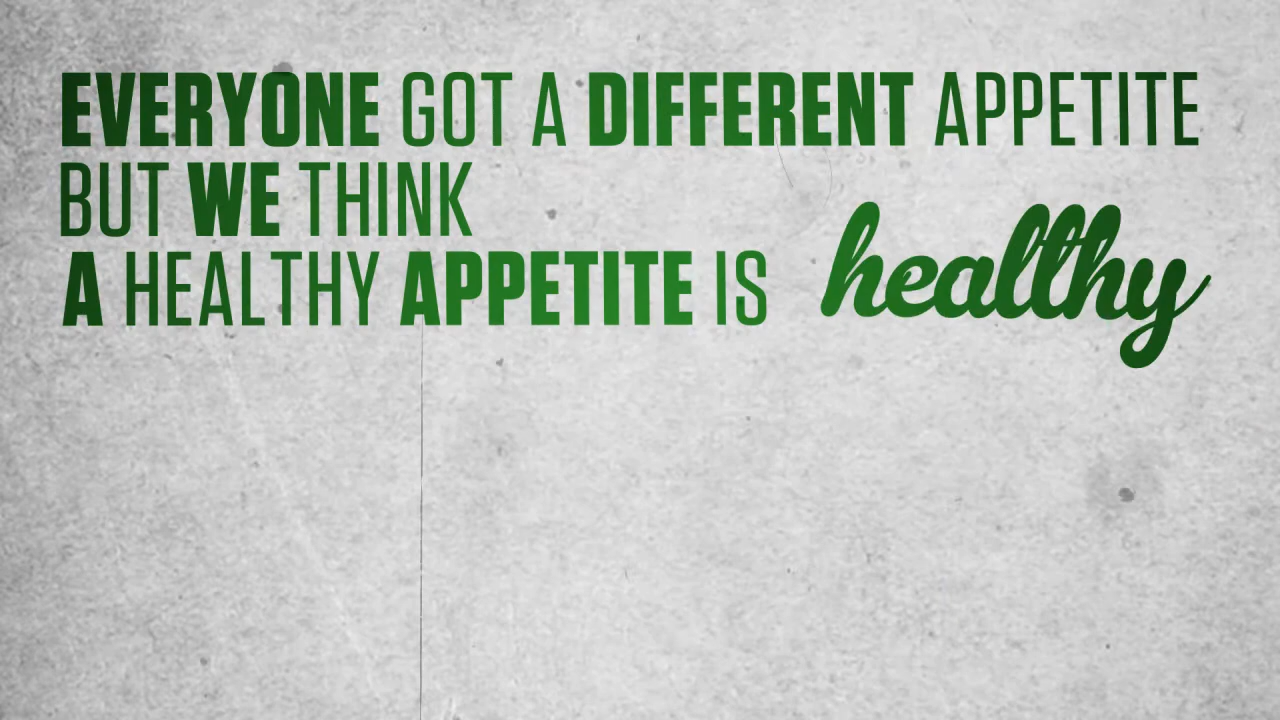 EVERYONE GOT A DIFFERENT APPETITE
BUT WE THINK
A HEALTHY APPETITE IS healthy